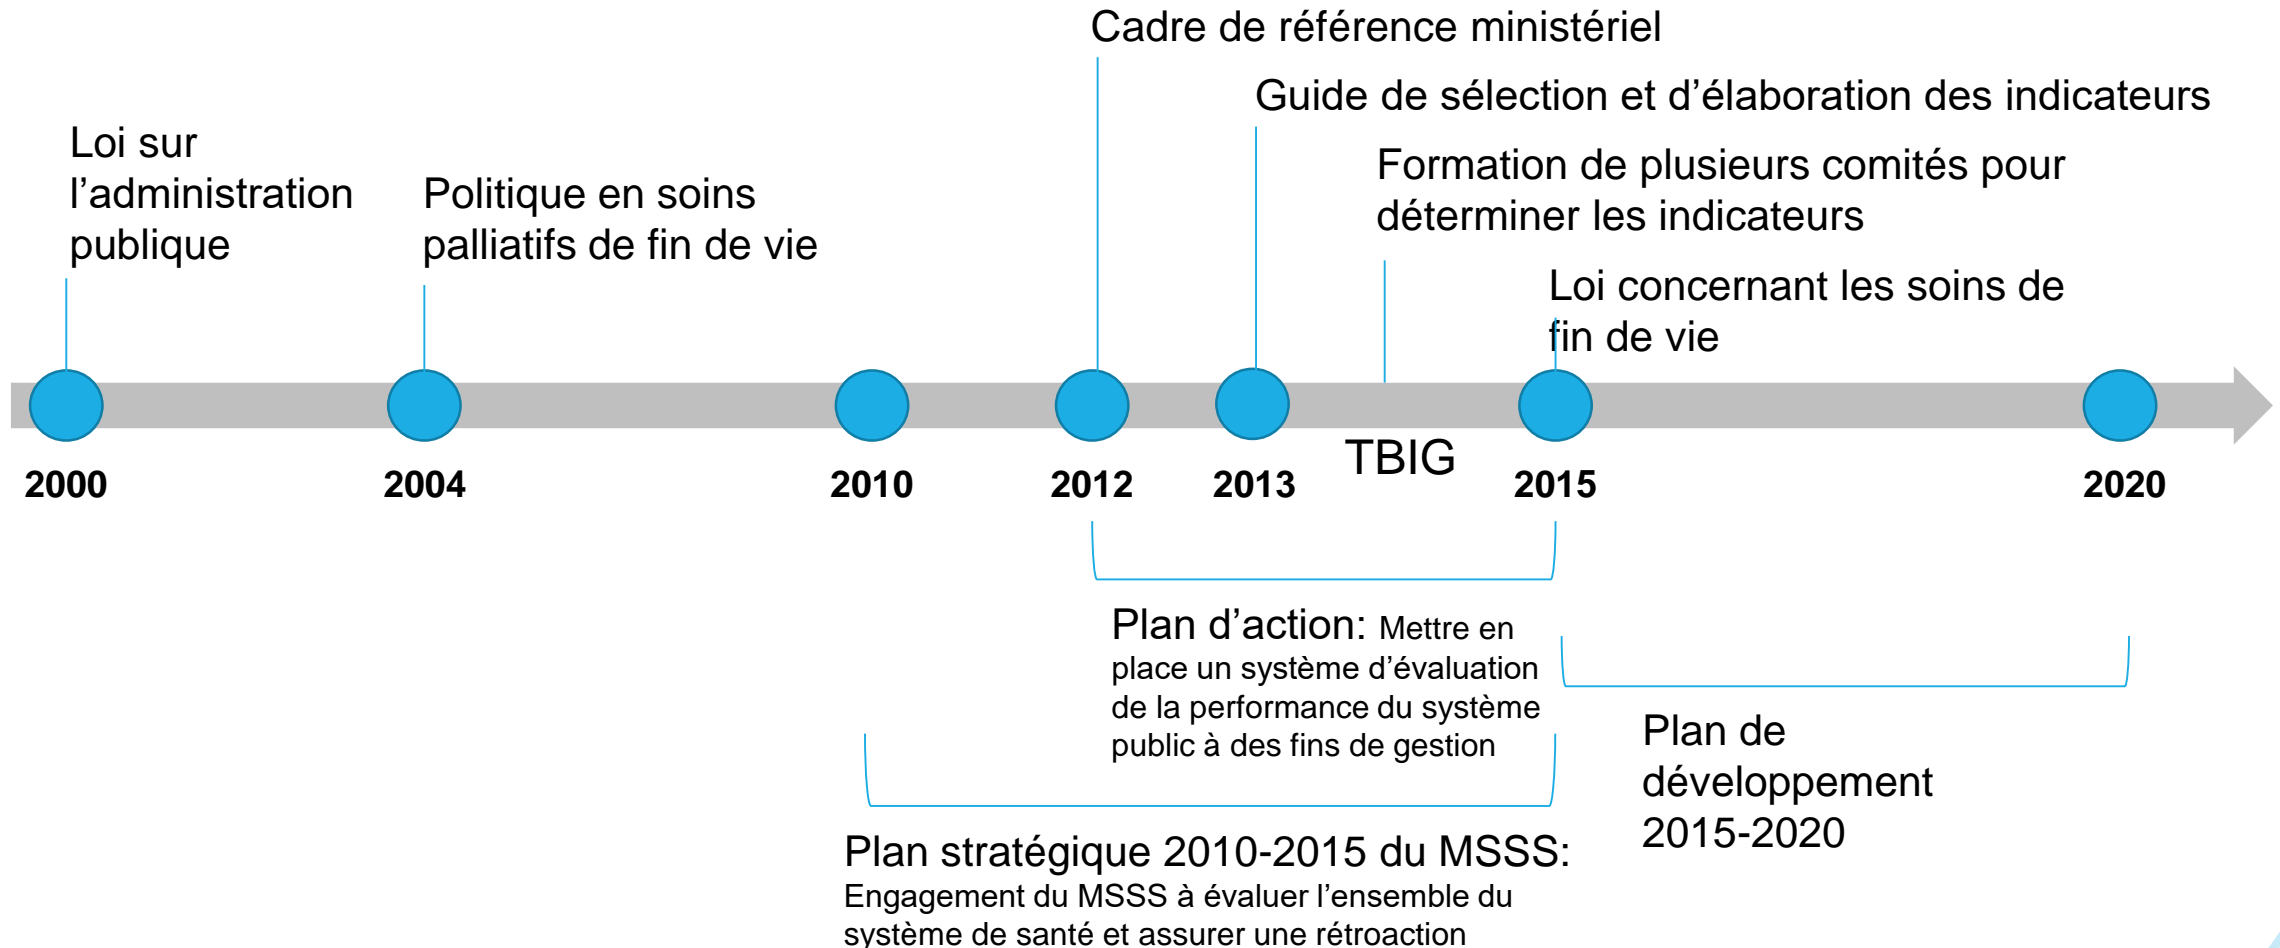 Cadre de référence ministériel
Guide de sélection et d’élaboration des indicateurs
Loi sur
l’administration
publique
Politique en soins
palliatifs de fin de vie
Formation de plusieurs comités pour
déterminer les indicateurs
Loi concernant les soins de
fin de vie
TBIG
2000
2004
2010
2012
2013
2015
2020
Plan d’action: Mettre en
place un système d’évaluation
de la performance du système
public à des fins de gestion
Plan de
développement
2015-2020
Plan stratégique 2010-2015 du MSSS:
Engagement du MSSS à évaluer l’ensemble du
système de santé et assurer une rétroaction